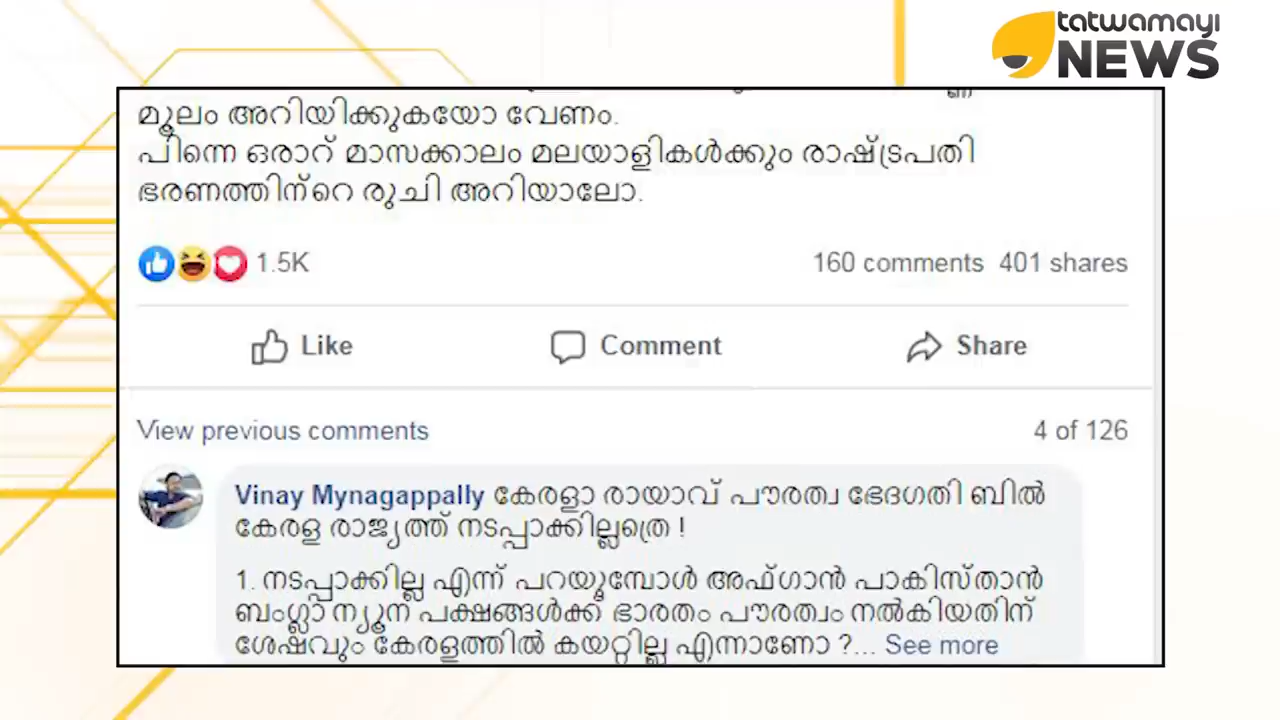 tatwamayi
NEWS
മൂലം അറിയിക്കുകയോ വേണം.
പിന്നെ ഒരാറ് മാസക്കാലം മലയാളികൾക്കും രാഷ്ട്രപതി
ഭരണത്തിന്റെ രുചി അറിയാലോ.
1.5K 160 comments 401 shares
Like Comment Share
View previous comments 4 of 126
Vinay Mynagappally കേരളാ രായാവ് പൗരത്വ ഭേദഗതി ബിൽ
കേരള രാജ്യത്ത് നടപ്പാക്കില്ലത്രെ !
1. നടപ്പാക്കില്ല എന്ന് പറയൂമ്പോൾ അഫ്ഗാൻ പാകിസ്താൻ
ബംഗ്ലാ ന്യൂന പക്ഷങ്ങൾക്ക് ഭാരതം പൗരത്വം നൽകിയതിന്
ശേഷവും കേരളത്തിൽ കയറ്റില്ല എന്നാണോ ?... See more